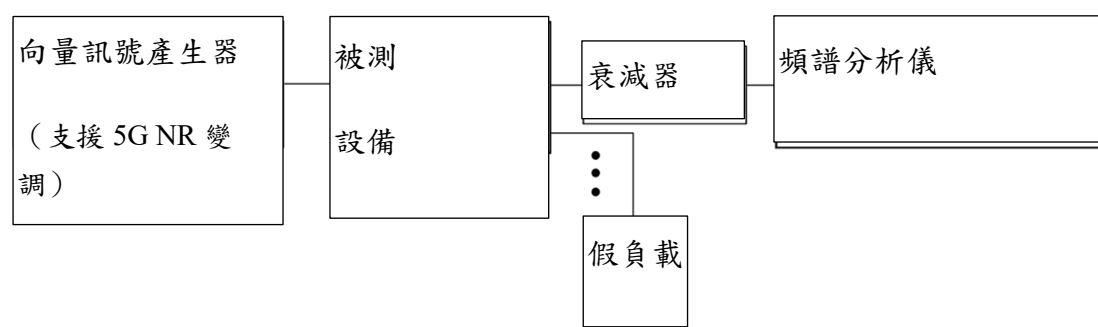 向量訊號產生器
（支援 5G NR 變
調）
被測
設備
衰減器
頻譜分析儀
假負載